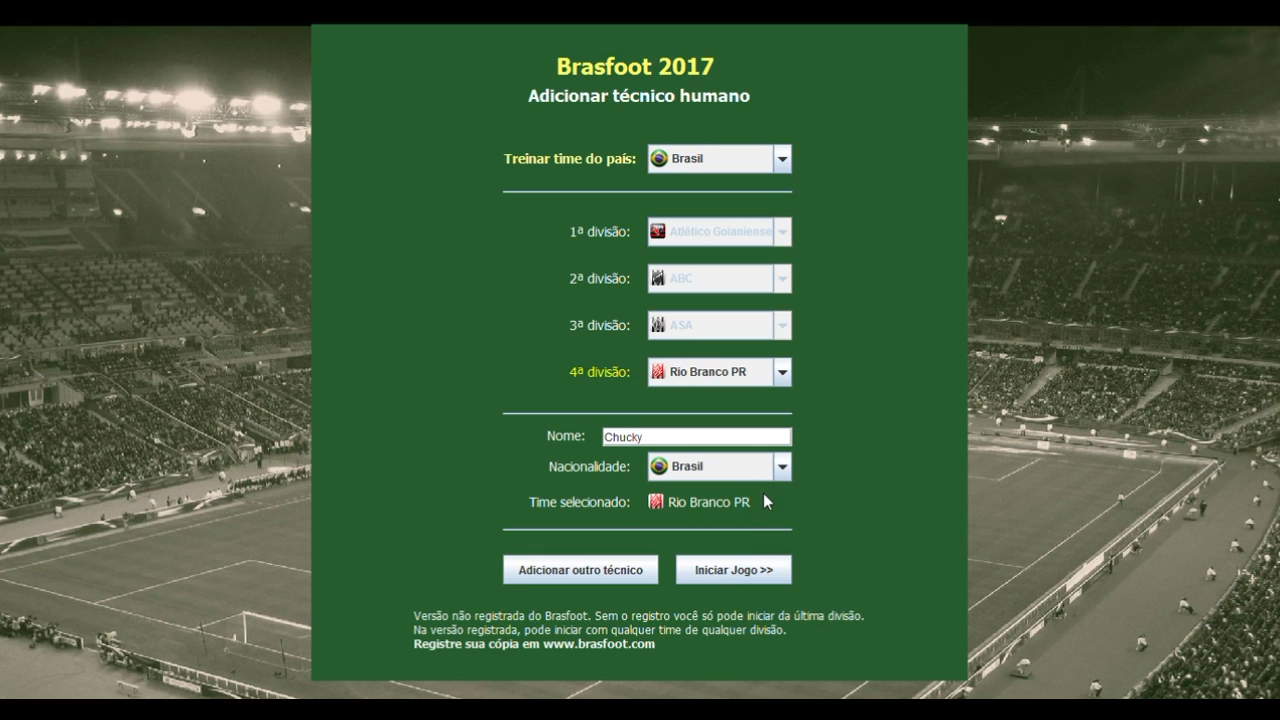 Brasfoot 2017
Adicionar técnico humano
Treinar time do país: Brasil
1ª divisão: Atlético Goianiense
2ª divisão: ABC
3ª divisão: ASA
4ª divisão: Rio Branco PR
Nome: Chucky
Nacionalidade: Brasil
Time selecionado: Rio Branco PR
Adicionar outro técnico Iniciar Jogo >>
Versão não registrada do Brasfoot. Sem o registro você só pode iniciar da última divisão.
Na versão registrada, pode iniciar com qualquer time de qualquer divisão.
Registre sua cópia em www.brasfoot.com